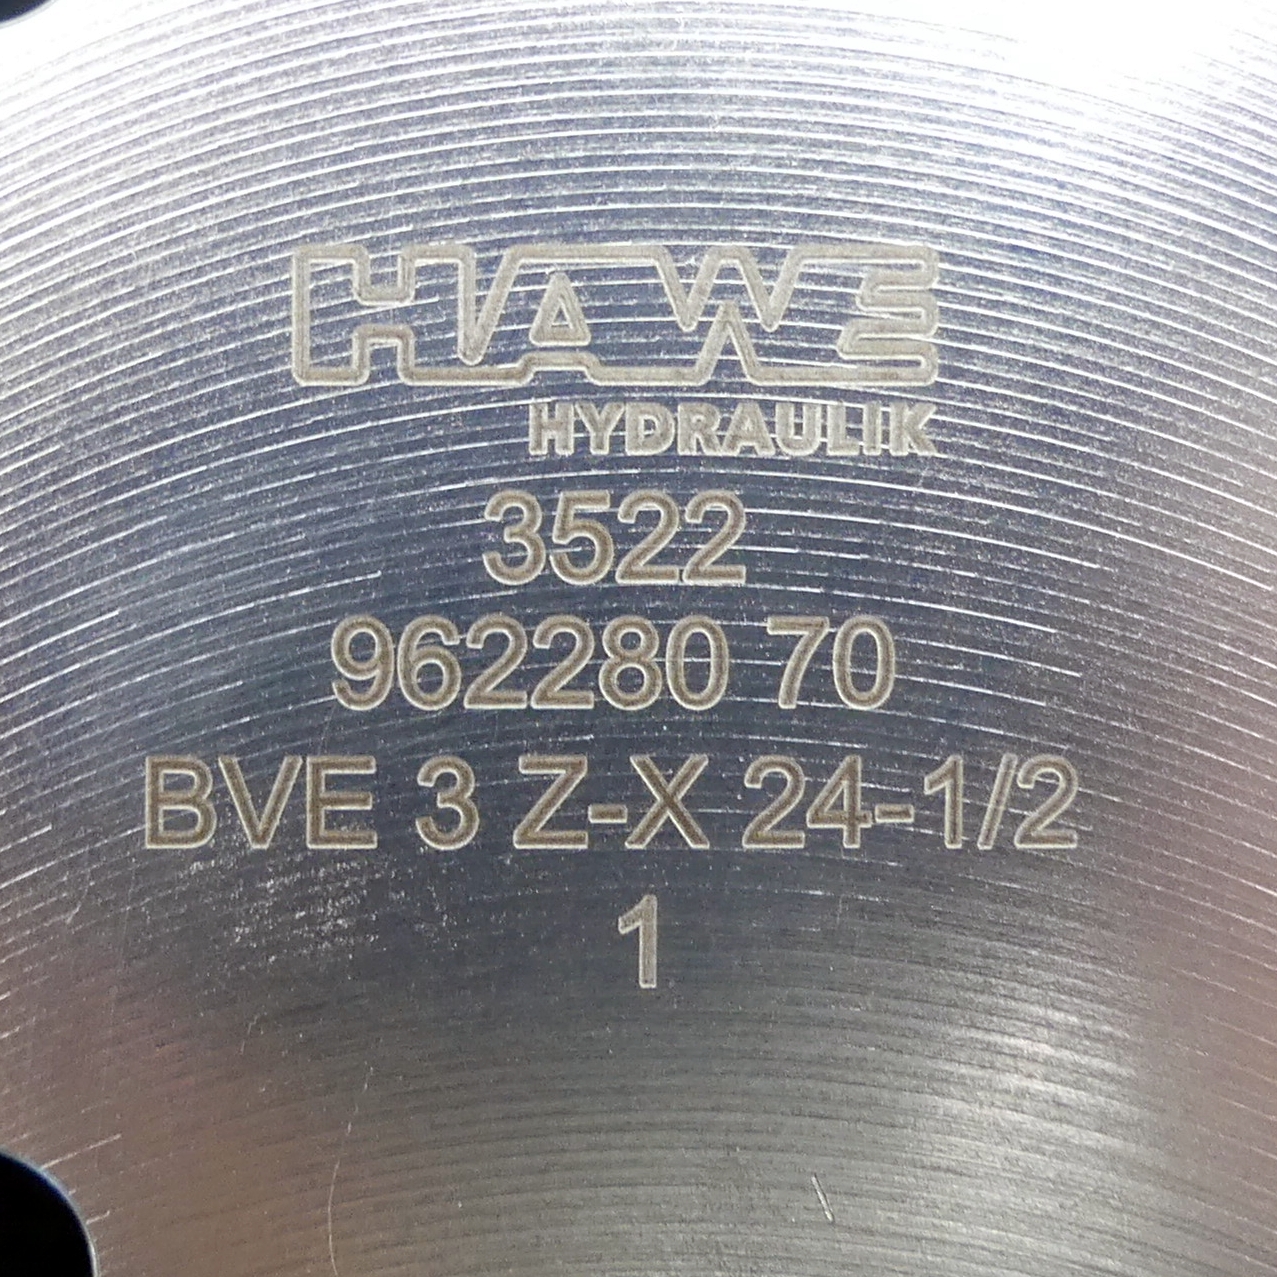 HAWE
HYDRAULIK
3522
962280 70
BVE 3 Z-X 24-1/2
1